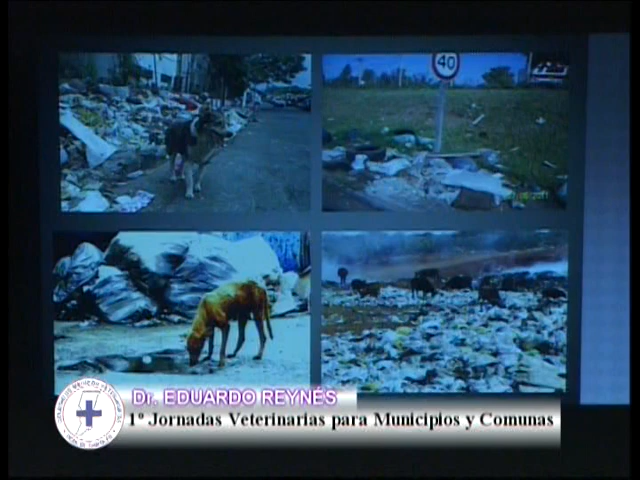 40
Dr. EDUARDO REYNÉS
1º Jornadas Veterinarias para Municipios y Comunas